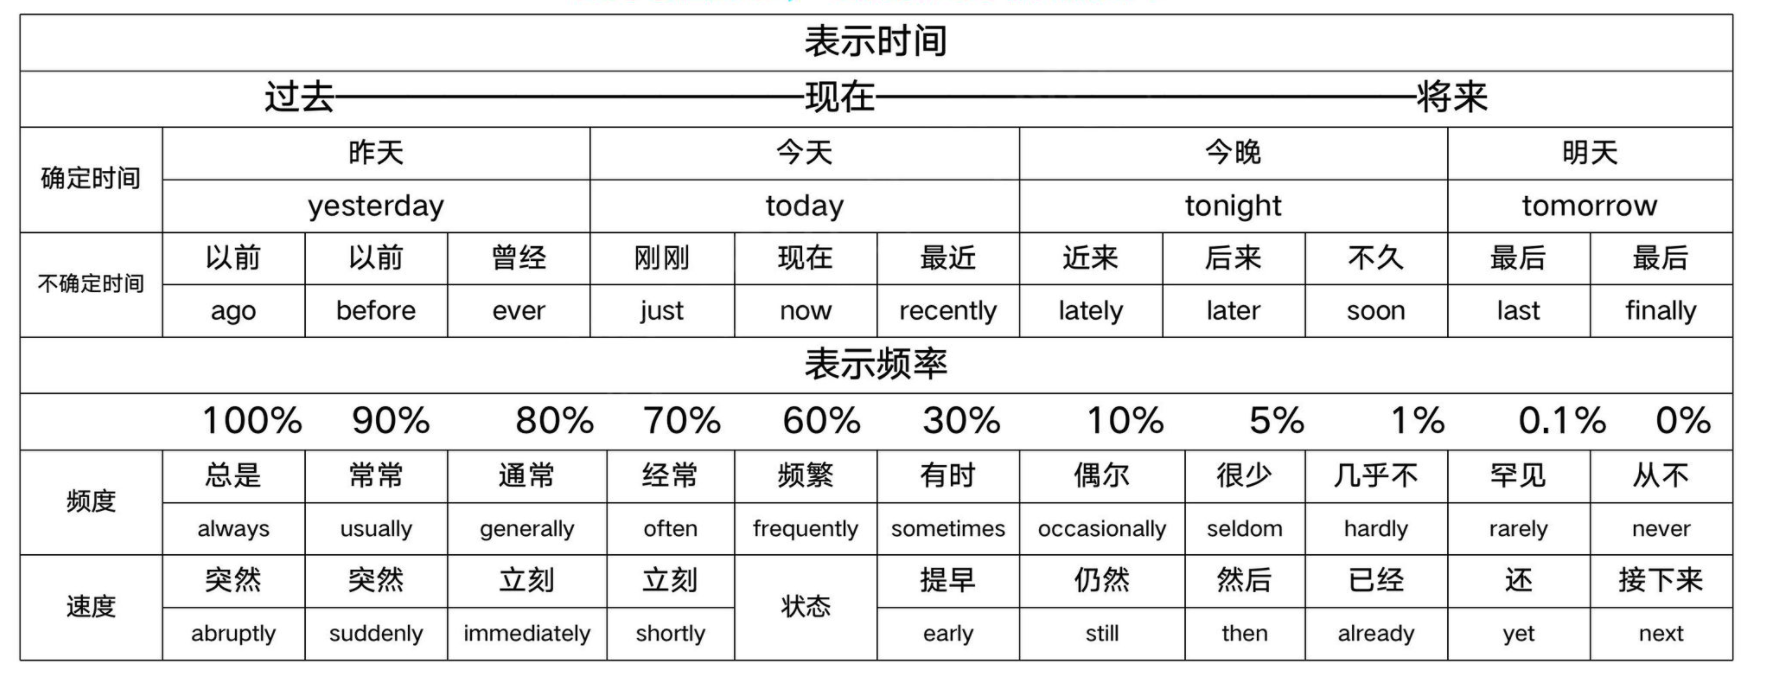 表示时间
过去 现在 将来
确定时间 昨天 今天 今晚 明天
yesterday today tonight tomorrow
不确定时间 以前 以前 曾经 刚刚 现在 最近 近来 后来 不久 最后 最后
ago before ever just now recently lately later soon last finally
表示频率
100% 90% 80% 70% 60% 30% 10% 5% 1% 0.1% 0%
频度 总是 常常 通常 经常 频繁 有时 偶尔 很少 几乎不 罕见 从不
always usually generally often frequently sometimes occasionally seldom hardly rarely never
速度 突然 突然 立刻 立刻 状态 提早 仍然 然后 已经 还 接下来
abruptly suddenly immediately shortly early still then already yet next